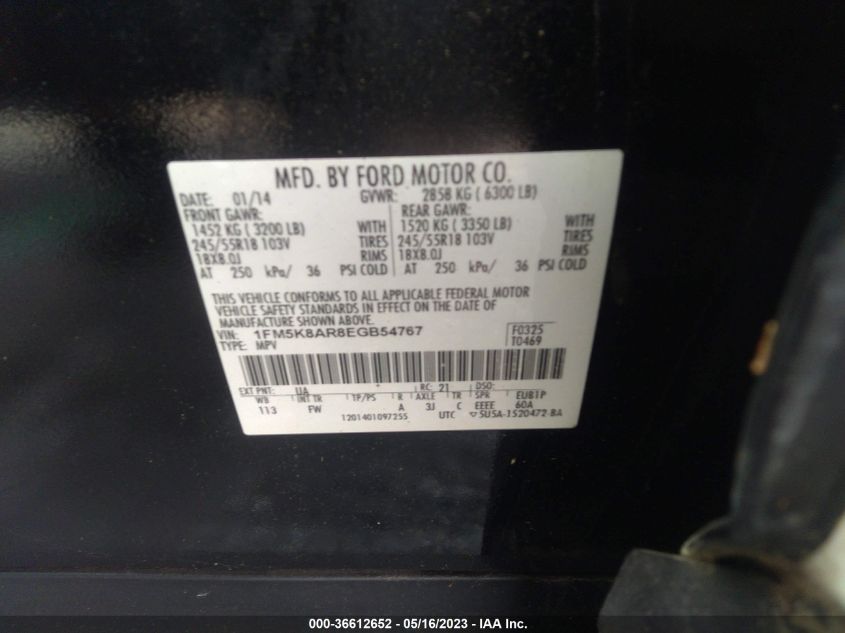 MFD. BY FORD MOTOR CO.
DATE: 01/14 GVWR: 2858 KG ( 6300 LB)
FRONT GAWR: REAR GAWR:
1452 KG ( 3200 LB) WITH 1520 KG ( 3350 LB) WITH
245/55R18 103V TIRES 245/55R18 103V TIRES
18X8.0J RIMS 18X8.0J RIMS
AT 250 kPa/ 36 PSI COLD AT 250 kPa/ 36 PSI COLD
THIS VEHICLE CONFORMS TO ALL APPLICABLE FEDERAL MOTOR
VEHICLE SAFETY STANDARDS IN EFFECT ON THE DATE OF
MANUFACTURE SHOWN ABOVE.
VIN: 1FM5K8AR8EGB54767 F0325
TYPE: MPV T0469
EXT PNT: UA RC: 21 DSO:
WB INT TR TP/PS R AXLE TR SPR EUB1P
113 FW A 3J C EEEE 60A
1201401097255 UTC ▽5U5A-1520472-BA
000-36612652 - 05/16/2023 - IAA Inc.